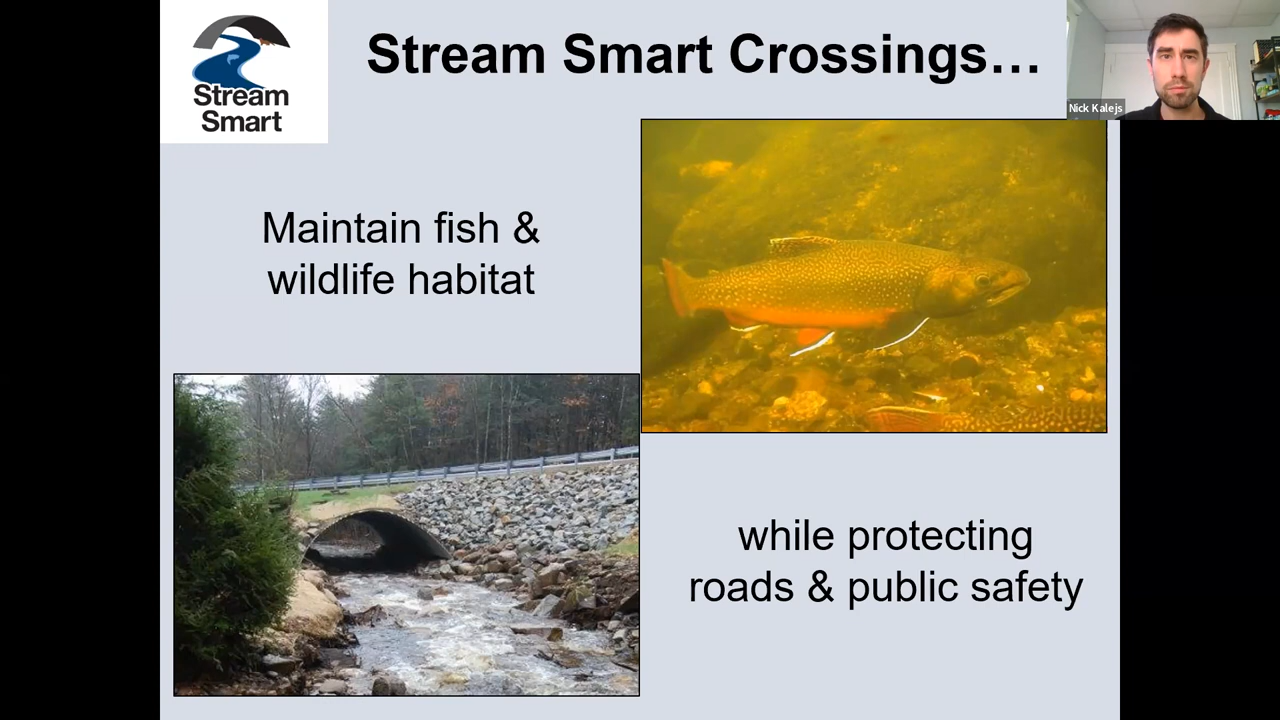 Stream
Smart
Stream Smart Crossings…
Nick Kalejs
Maintain fish &
wildlife habitat
while protecting
roads & public safety